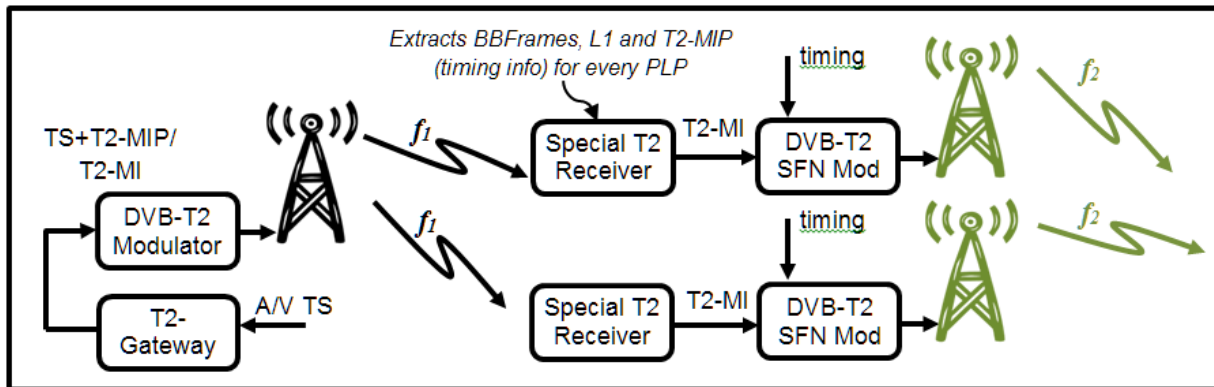 Extracts BBFrames, L1 and T2-MIP
(timing info) for every PLP
TS+T2-MIP/
T2-MI
DVB-T2
Modulator
T2-
Gateway
A/V TS
f1
f1
Special T2
Receiver
T2-MI
timing
DVB-T2
SFN Mod
f2
Special T2
Receiver
T2-MI
timing
DVB-T2
SFN Mod
f2